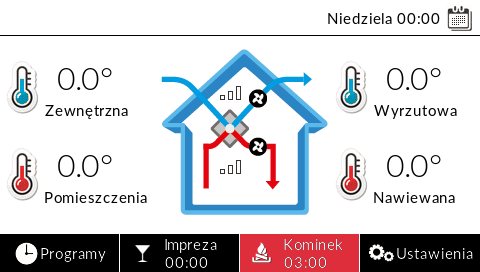 Niedziela 00:00
0.0°
Zewnętrzna
0.0°
Wyrzutowa
0.0°
Pomieszczenia
0.0°
Nawiewana
Programy
Impreza
00:00
Kominek
03:00
Ustawienia